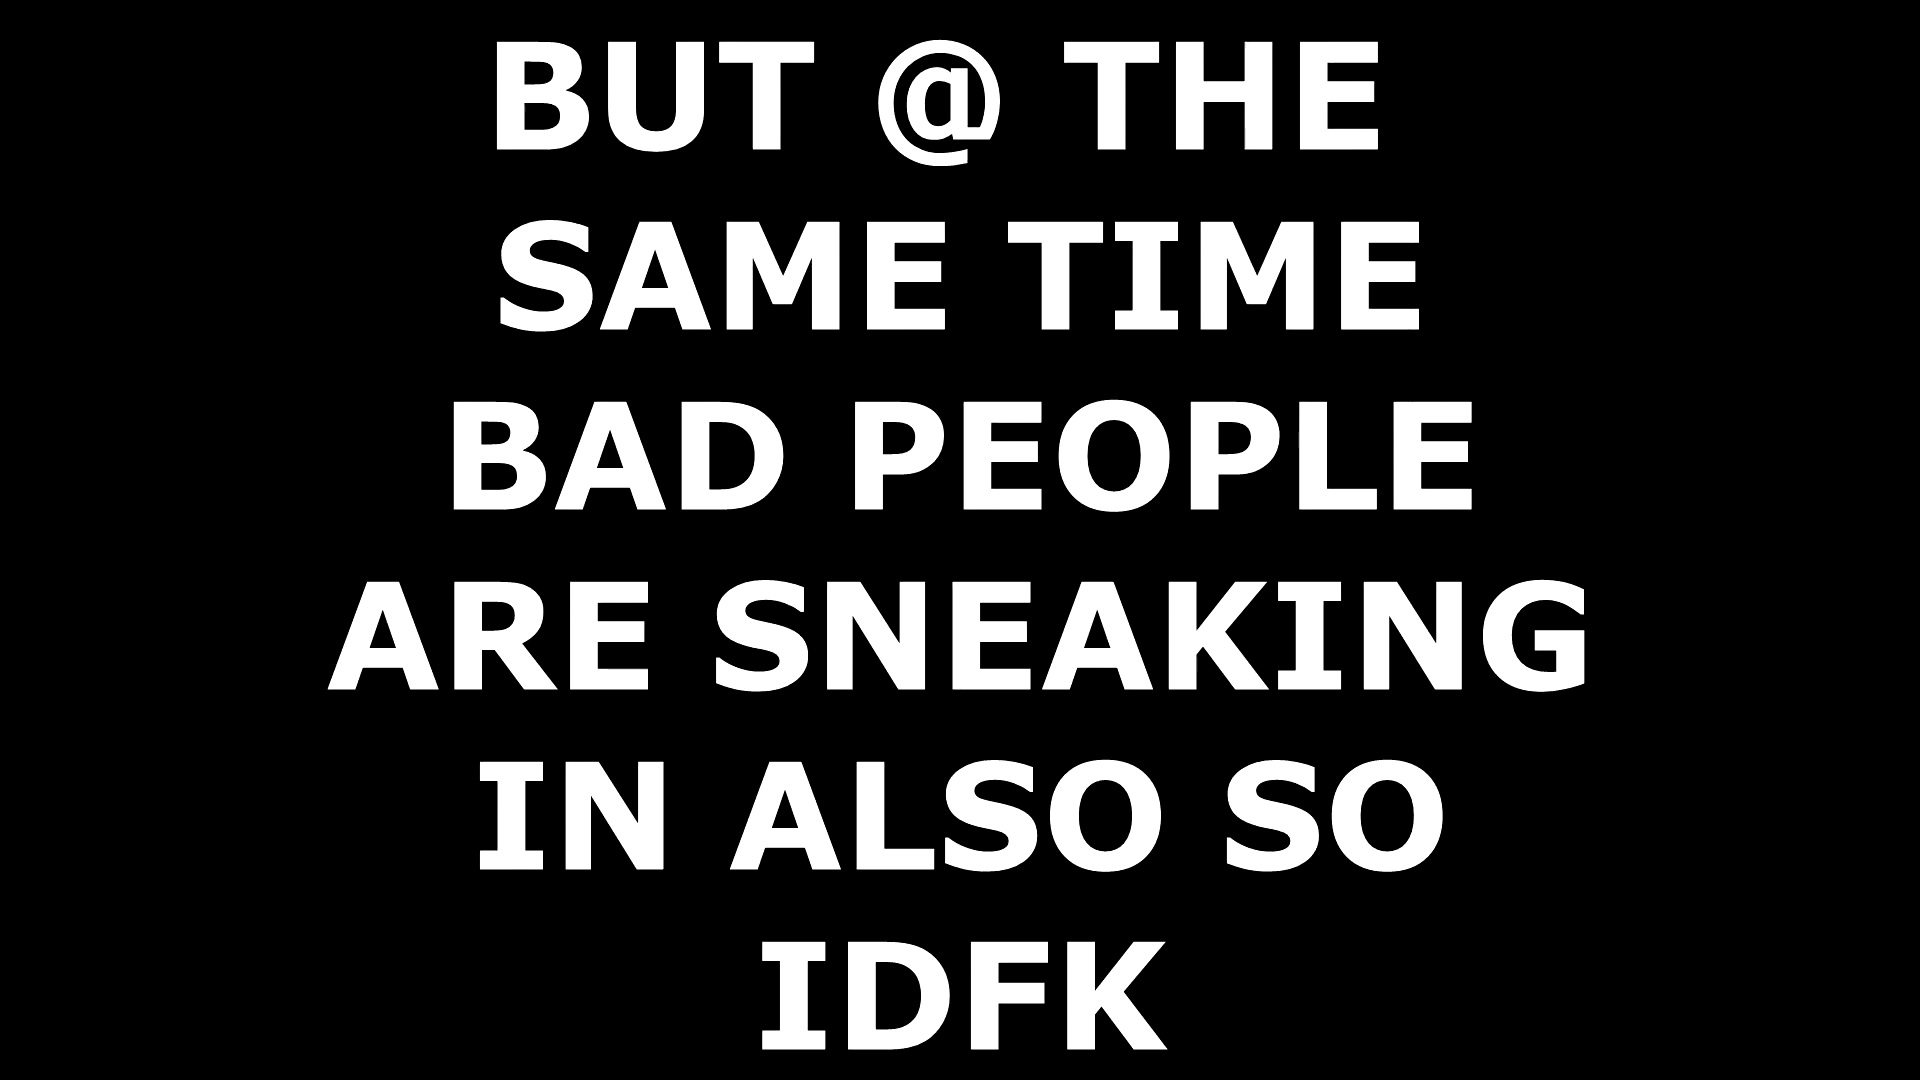 BUT @ THE
SAME TIME
BAD PEOPLE
ARE SNEAKING
IN ALSO SO
IDFK